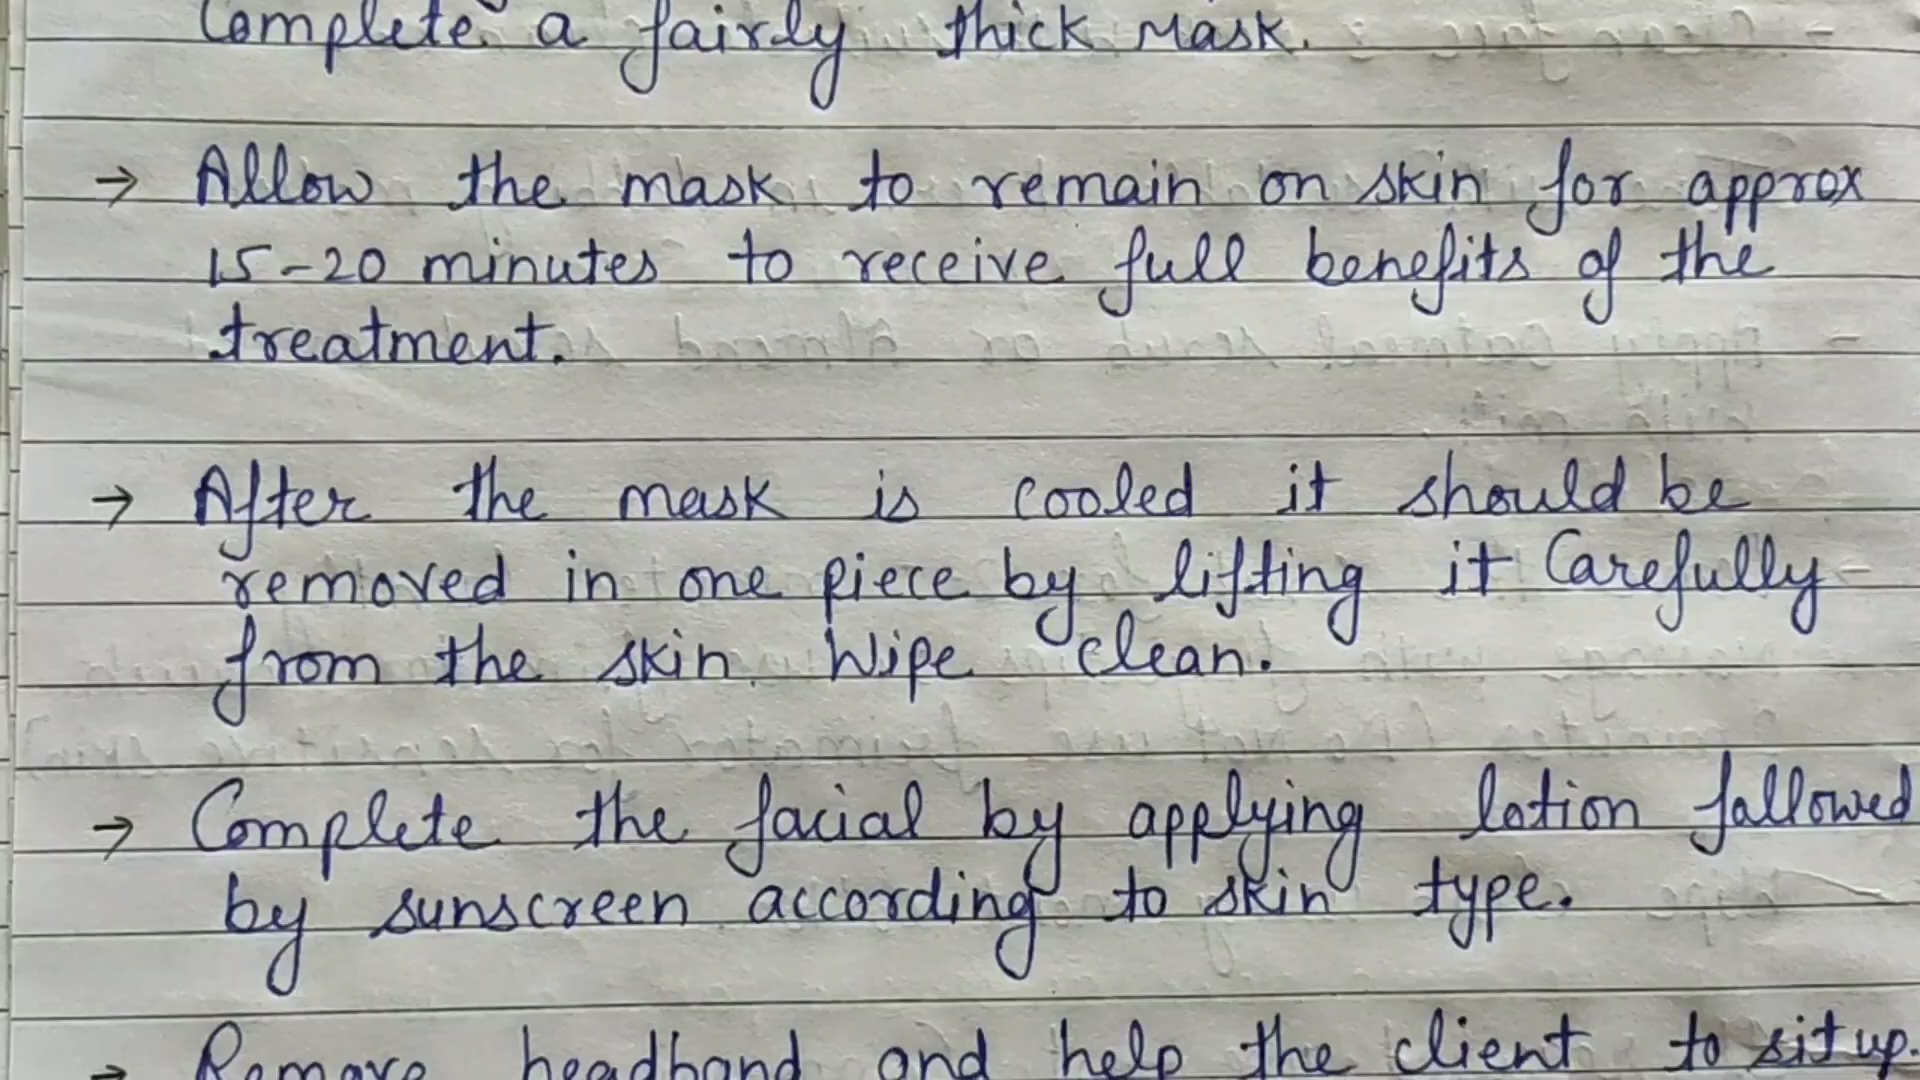 Complete a fairly thick Mask.
→ Allow the mask to remain on skin for approx
15-20 minutes to receive full benefits of the
treatment.
→ After the mask is cooled it should be
removed in one piece by lifting it Carefully
from the skin. Wipe clean.
→ Complete the facial by applying lotion fallowed
by sunscreen according to skin type.
→ Remove headband and help the client to sit up.